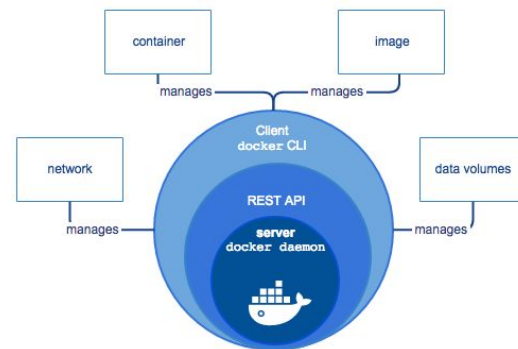 container
image
manages
manages
Client
docker CLI
network
data volumes
REST API
manages
manages
server
docker daemon